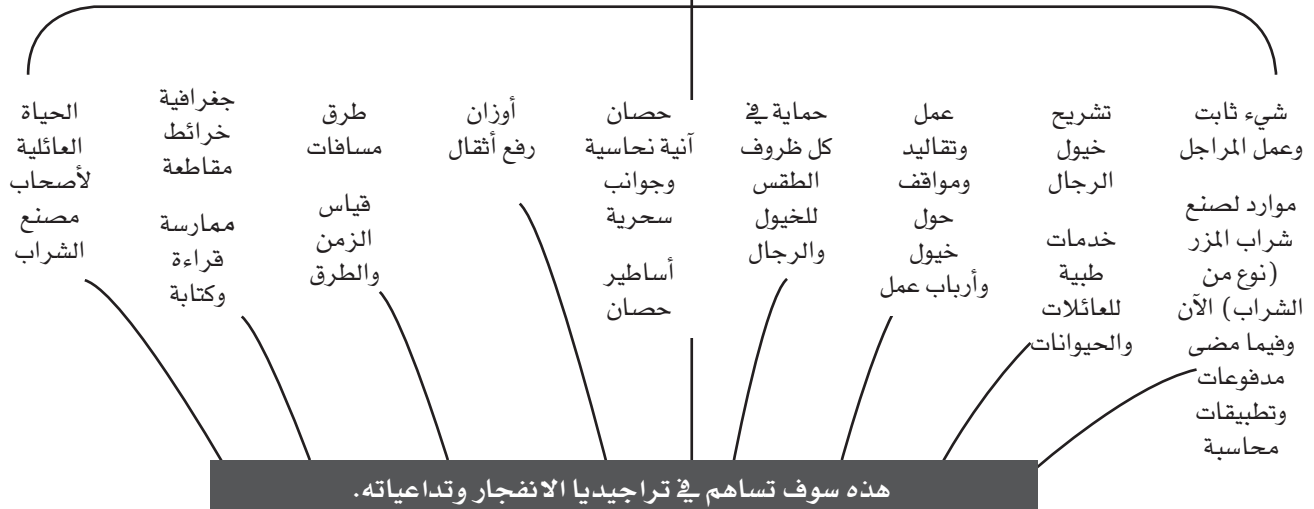 شيء ثابت
وعمل المراجل
موارد لصنع
شراب المزر
(نوع من
الشراب) الآن
وفيما مضى
مدفوعات
وتطبيقات
محاسبة
تشريح
خيول
الرجال
خدمات
طبية
للعائلات
والحيوانات
عمل
وتقاليد
ومواقف
حول
خيول
وأرباب عمل
حماية في
كل ظروف
الطقس
للخيول
والرجال
حصان
آنية نحاسية
وجوانب
سحرية
أساطير
حصان
أوزان
رفع أثقال
طرق
مسافات
قياس
الزمن
والطرق
جغرافية
خرائط
مقاطعة
ممارسة
قراءة
وكتابة
الحياة
العائلية
لأصحاب
مصنع
الشراب
هذه سوف تساهم في تراجيديا الانفجار وتداعياته.